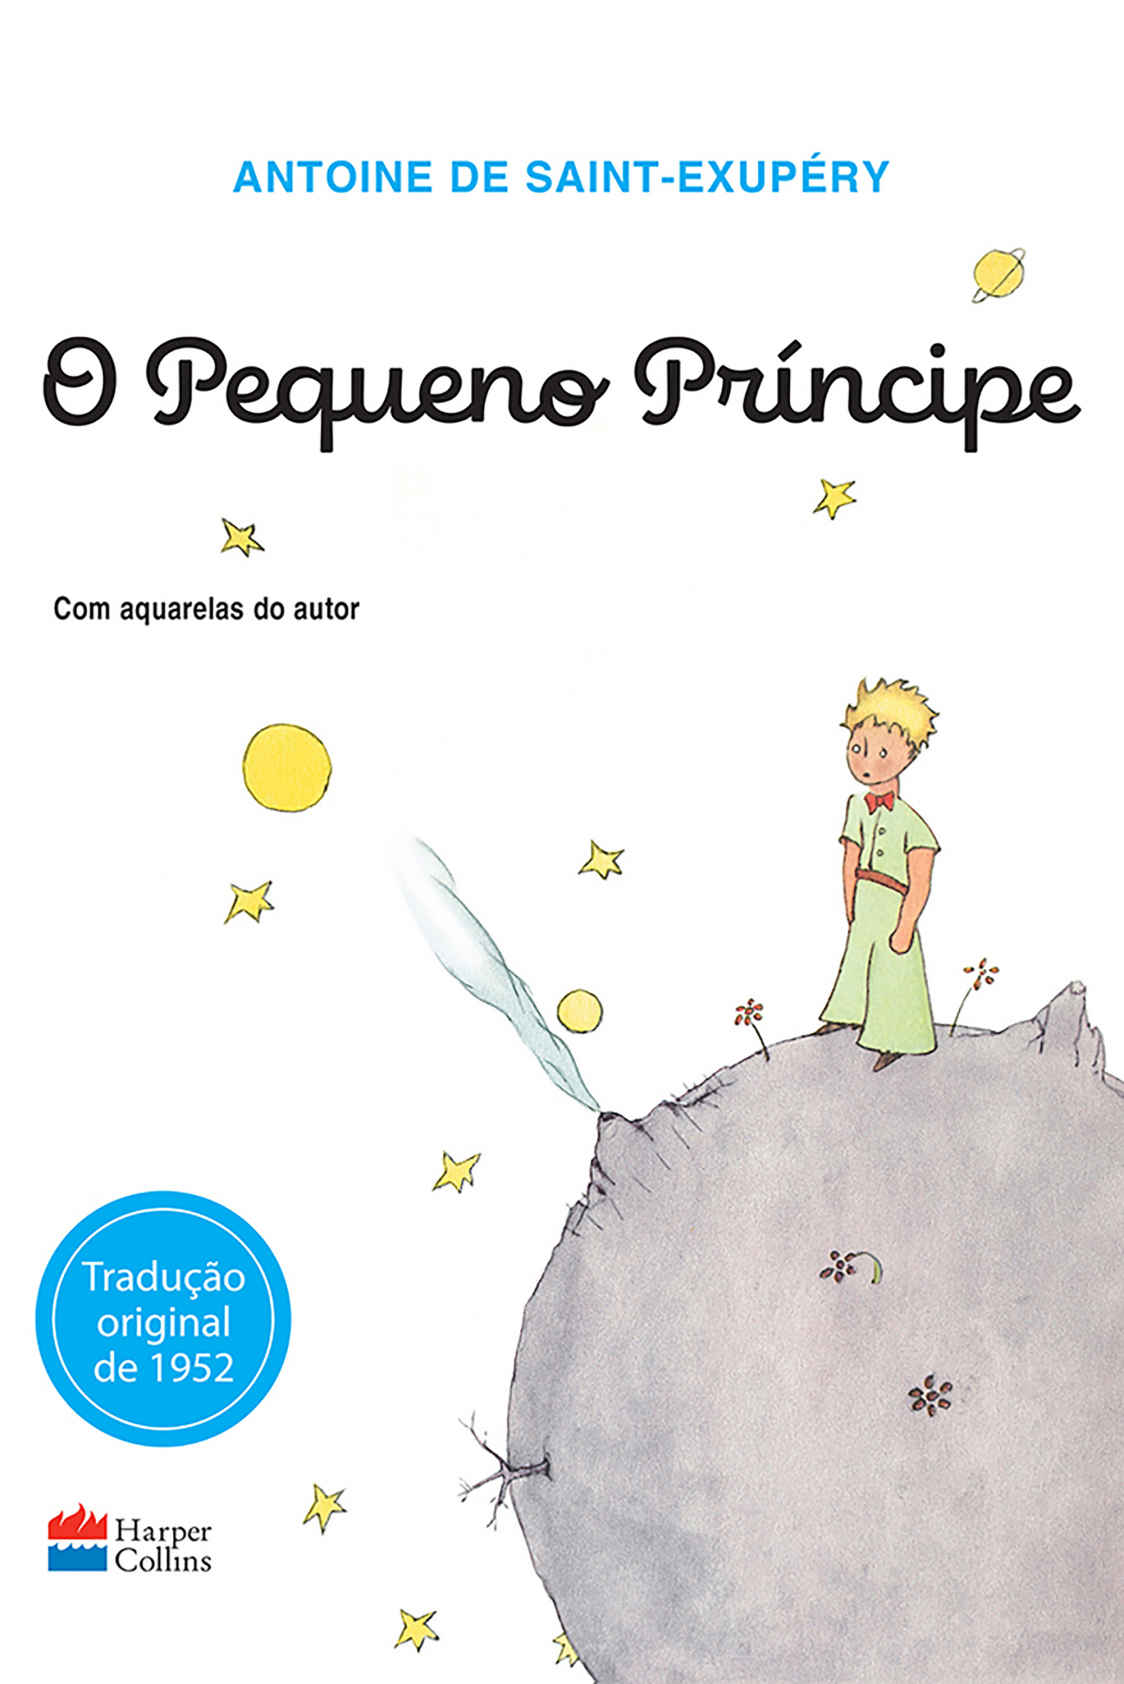 ANTOINE DE SAINT-EXUPÉRY
O Pequeno Príncipe
Com aquarelas do autor
Tradução
original
de 1952
Harper
Collins